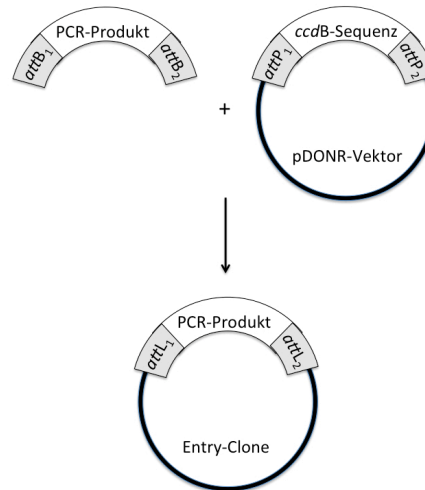 attB₁ PCR-Produkt attB₂
attP₁ ccdB-Sequenz attP₂
+
pDONR-Vektor
PCR-Produkt
attL₁ attL₂
Entry-Clone